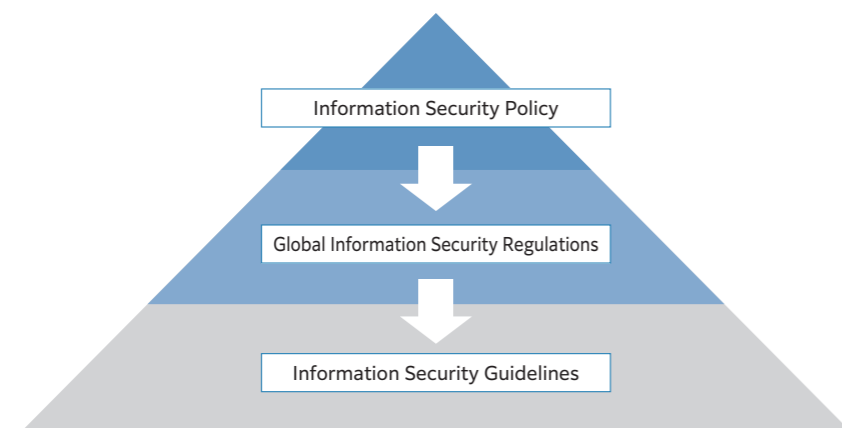 Information Security Policy
Global Information Security Regulations
Information Security Guidelines